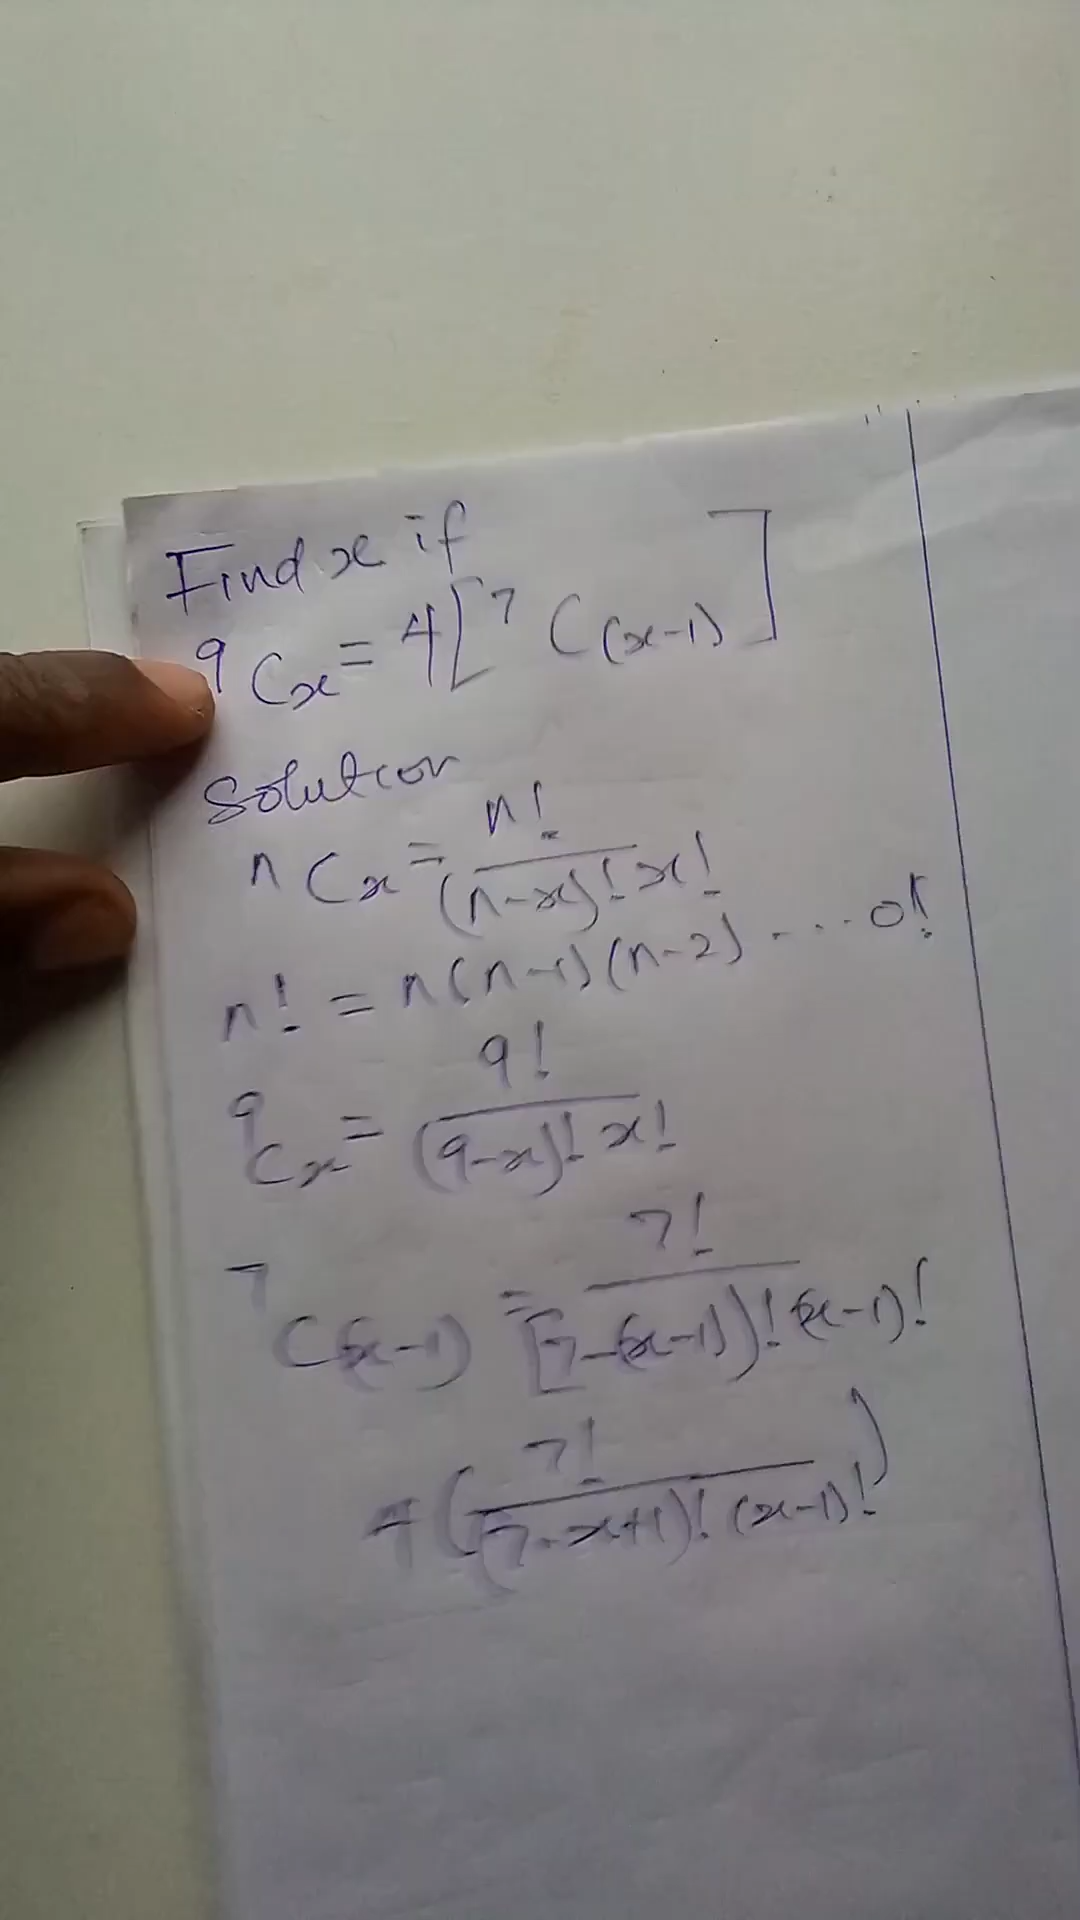 Find x if
⁹Cₓ = 4[⁷C₍ₓ₋₁₎]
Solution
nCₓ = n! / (n-x)! x!
n! = n(n-1)(n-2) .... 0!
⁹Cₓ = 9! / (9-x)! x!
⁷C(x-1) = 7! / [7-(x-1))! (x-1)!
= (7! / (7-x+1)! (x-1)!)